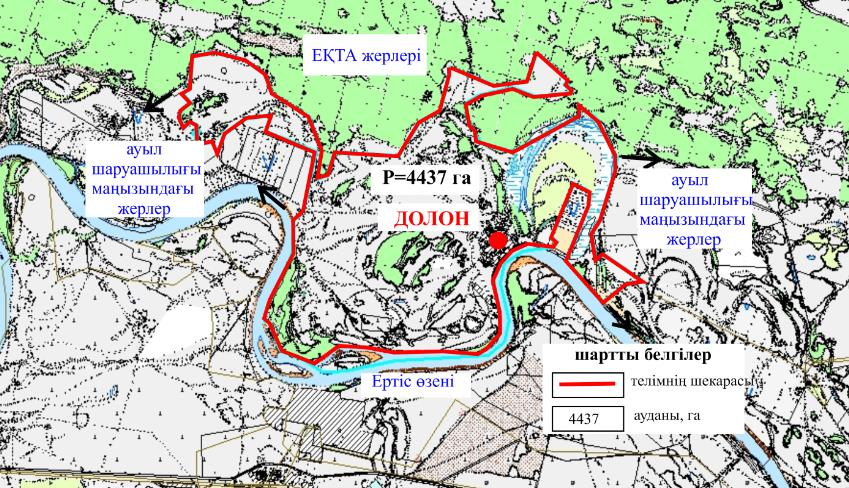 ЕҚТА жерлері
ауыл
шаруашылығы
маңызындағы
жерлер
Р=4437 га
ДОЛОН
ауыл
шаруашылығы
маңызындағы
жерлер
Ертіс өзені
шартты белгілер
телімнің шекарасы
4437
ауданы, га